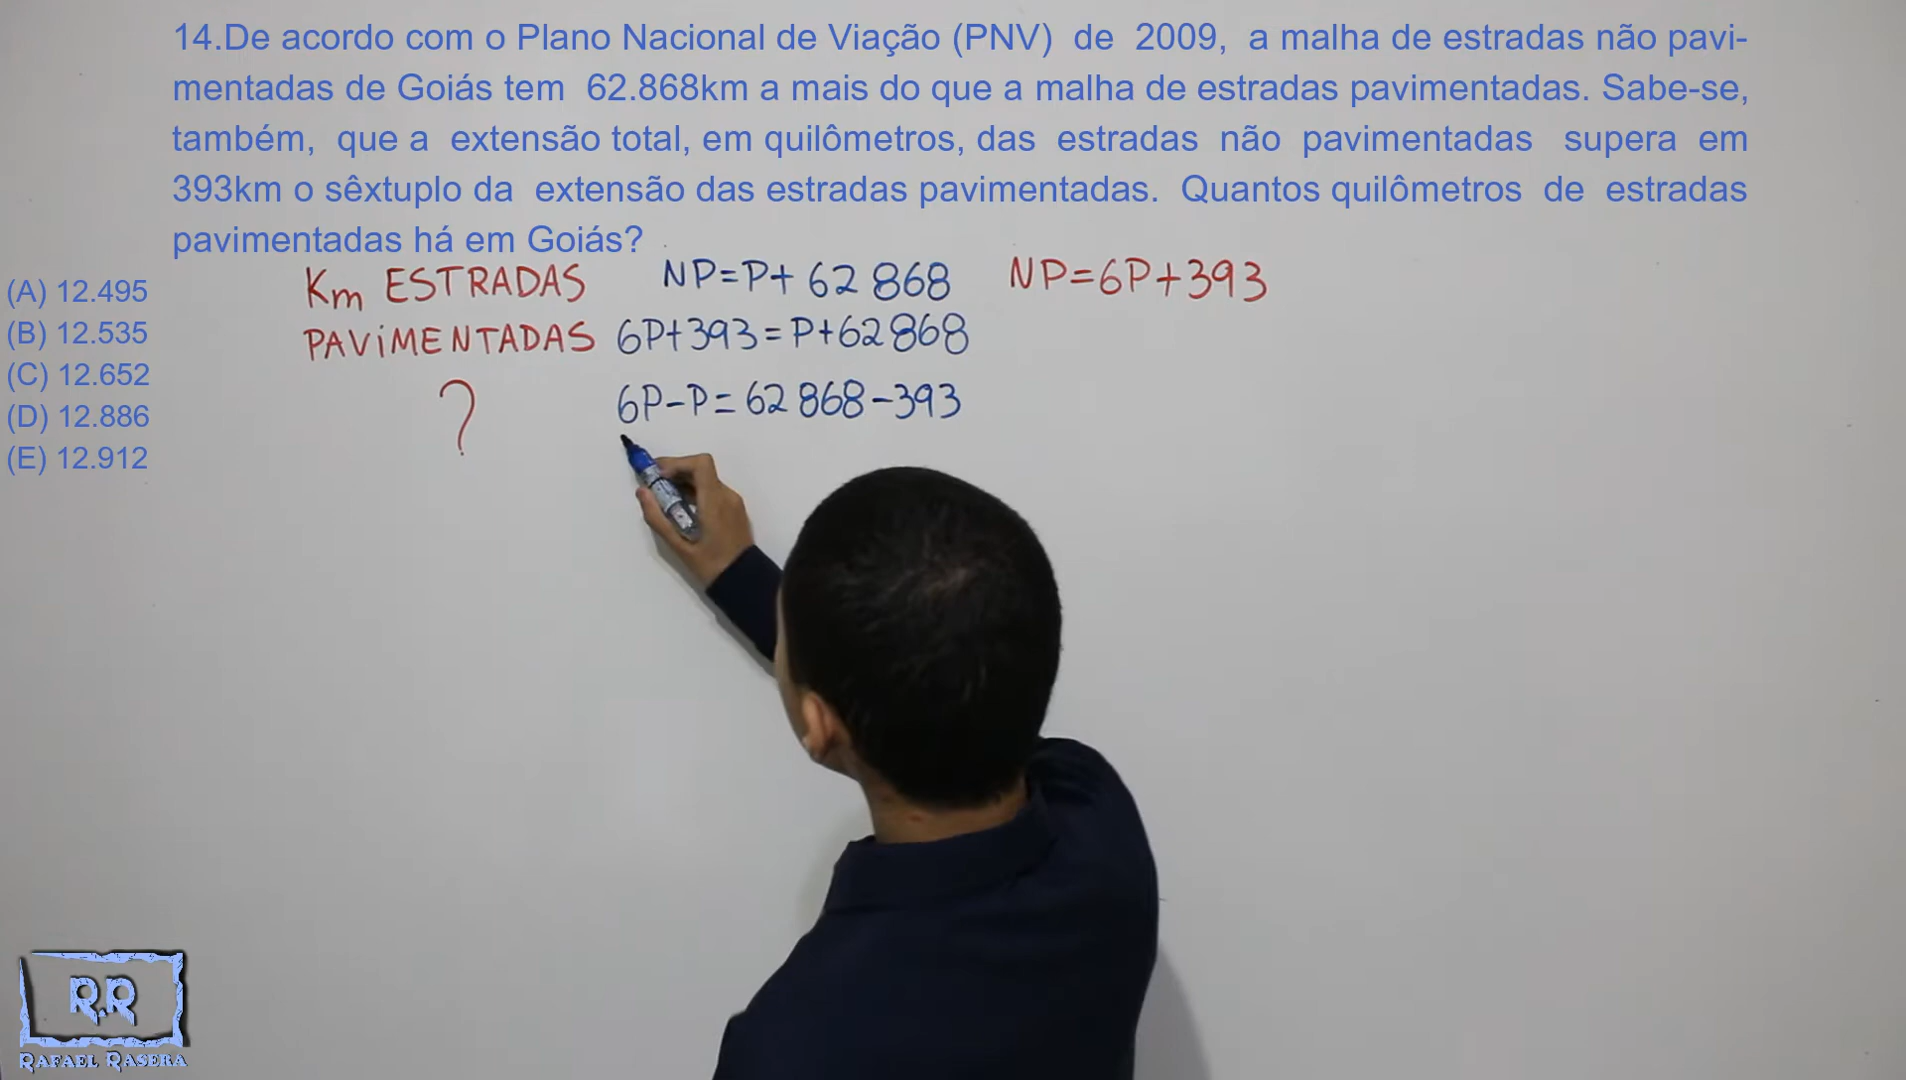 14.De acordo com o Plano Nacional de Viação (PNV) de 2009, a malha de estradas não pavi-
mentadas de Goiás tem 62.868km a mais do que a malha de estradas pavimentadas. Sabe-se,
também, que a extensão total, em quilômetros, das estradas não pavimentadas supera em
393km o sêxtuplo da extensão das estradas pavimentadas. Quantos quilômetros de estradas
pavimentadas há em Goiás?
(A) 12.495
(B) 12.535
(C) 12.652
(D) 12.886
(E) 12.912
Km ESTRADAS
PAViMENTADAS
?
NP=P+62868
6P+393=P+62868
6P-P=62868-393
NP=6P+393
R.R
RAFAEL RASERA